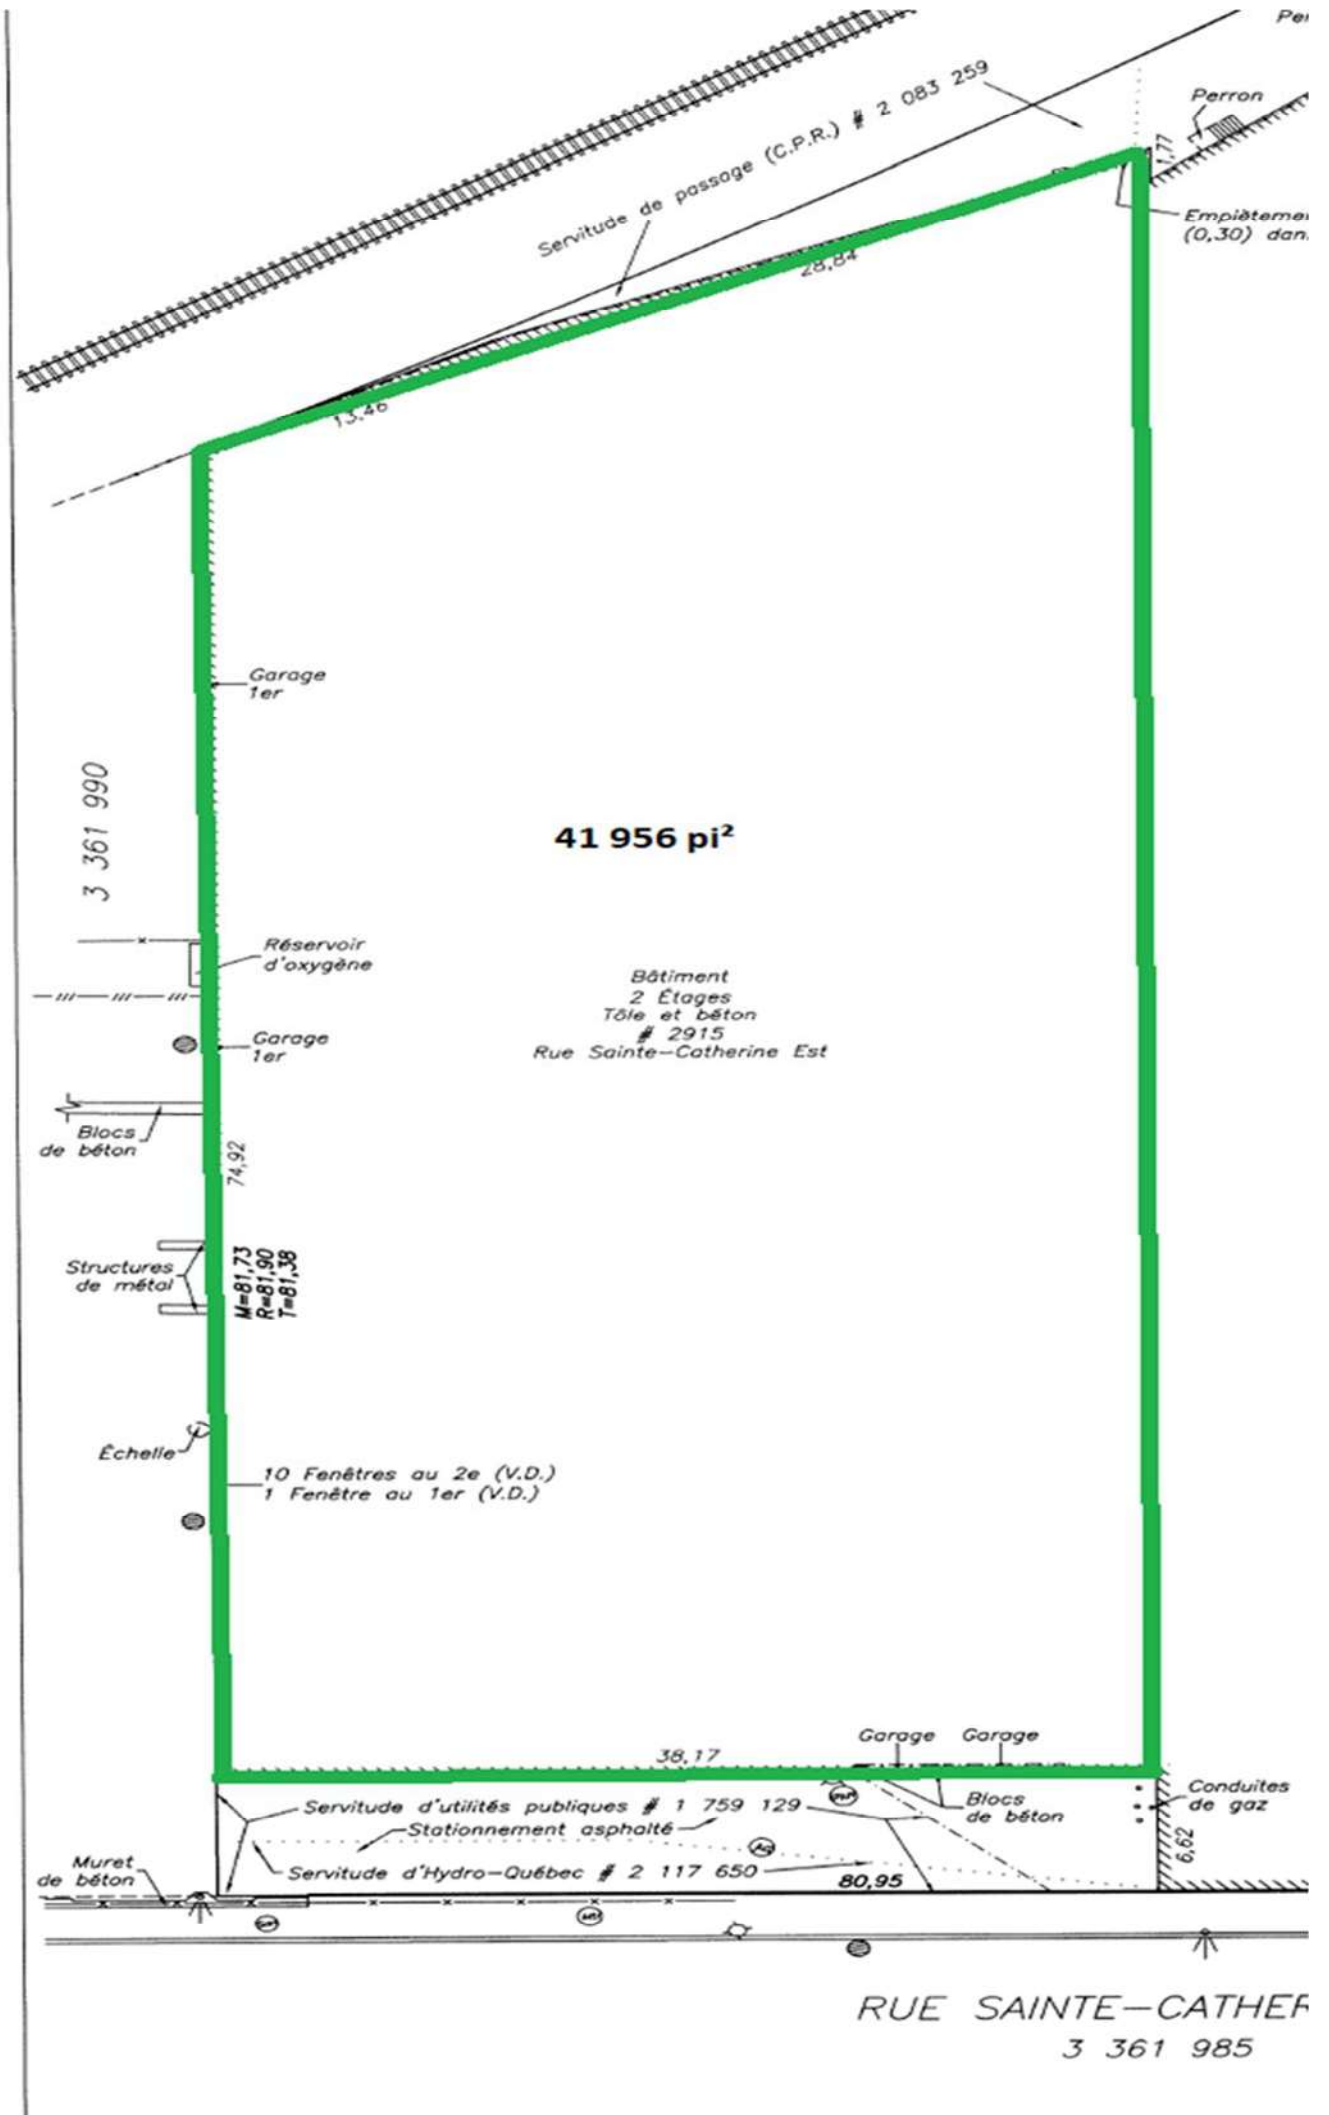 Servitude de passage (C.P.R.) # 2 083 259
Perron
1,77
Empiéteme
(0,30) dan
28,84
13,46
Garage
1er
3 361 990
41 956 pi²
Réservoir
d'oxygène
Bâtiment
2 Étages
Tôle et béton
# 2915
Rue Sainte-Catherine Est
Garage
1er
Blocs
de béton
74,92
Structures
de métal
M=81,73
R=81,90
T=81,38
Échelle
10 Fenêtres au 2e (V.D.)
1 Fenêtre au 1er (V.D.)
38,17
Garage Garage
Servitude d'utilités publiques # 1 759 129
Stationnement asphalté
Servitude d'Hydro-Québec # 2 117 650
Blocs
de béton
Conduites
de gaz
6,62
80,95
Muret
de béton
RUE SAINTE-CATHER
3 361 985